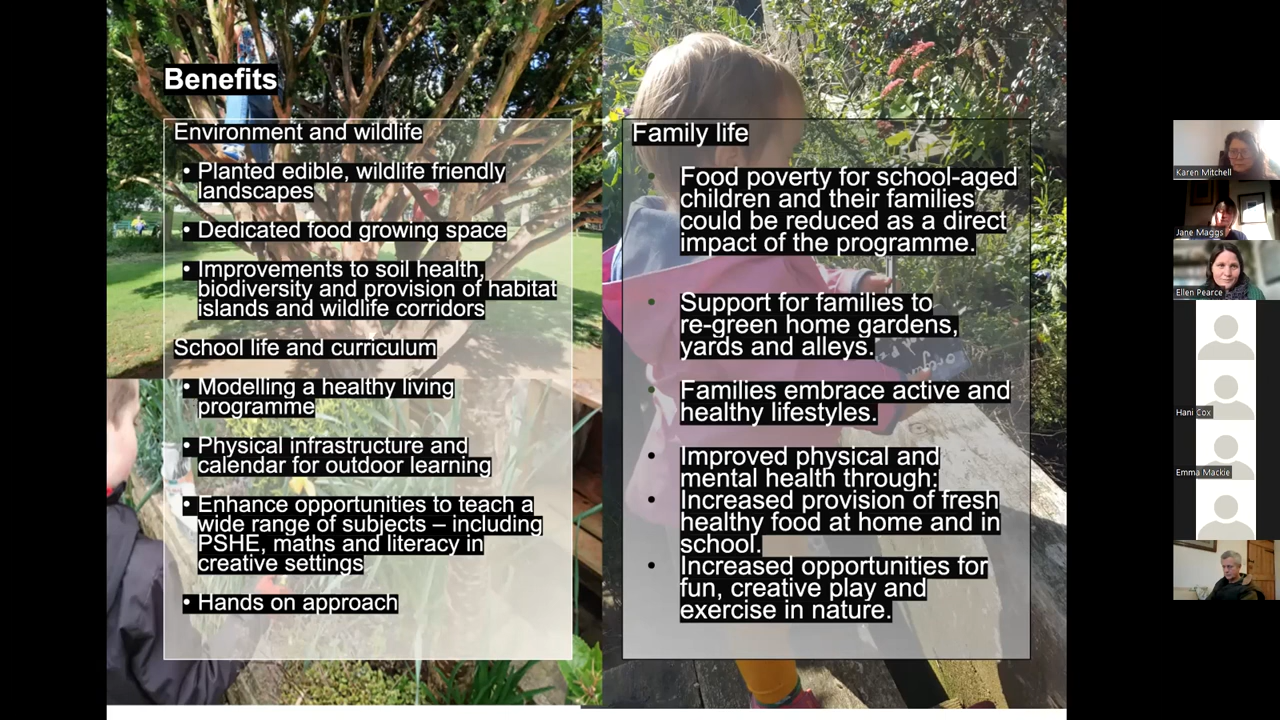 Benefits
Environment and wildlife
• Planted edible, wildlife friendly
landscapes
• Dedicated food growing space
• Improvements to soil health,
biodiversity and provision of habitat
islands and wildlife corridors
School life and curriculum
• Modelling a healthy living
programme
• Physical infrastructure and
calendar for outdoor learning
• Enhance opportunities to teach a
wide range of subjects – including
PSHE, maths and literacy in
creative settings
• Hands on approach
Family life
• Food poverty for school-aged
children and their families
could be reduced as a direct
impact of the programme.
• Support for families to
re-green home gardens,
yards and alleys.
• Families embrace active and
healthy lifestyles.
• Improved physical and
mental health through:
• Increased provision of fresh
healthy food at home and in
school.
• Increased opportunities for
fun, creative play and
exercise in nature.
Karen Mitchell
Jane Maggs
Ellen Pearce
Hani Cox
Emma Mackie